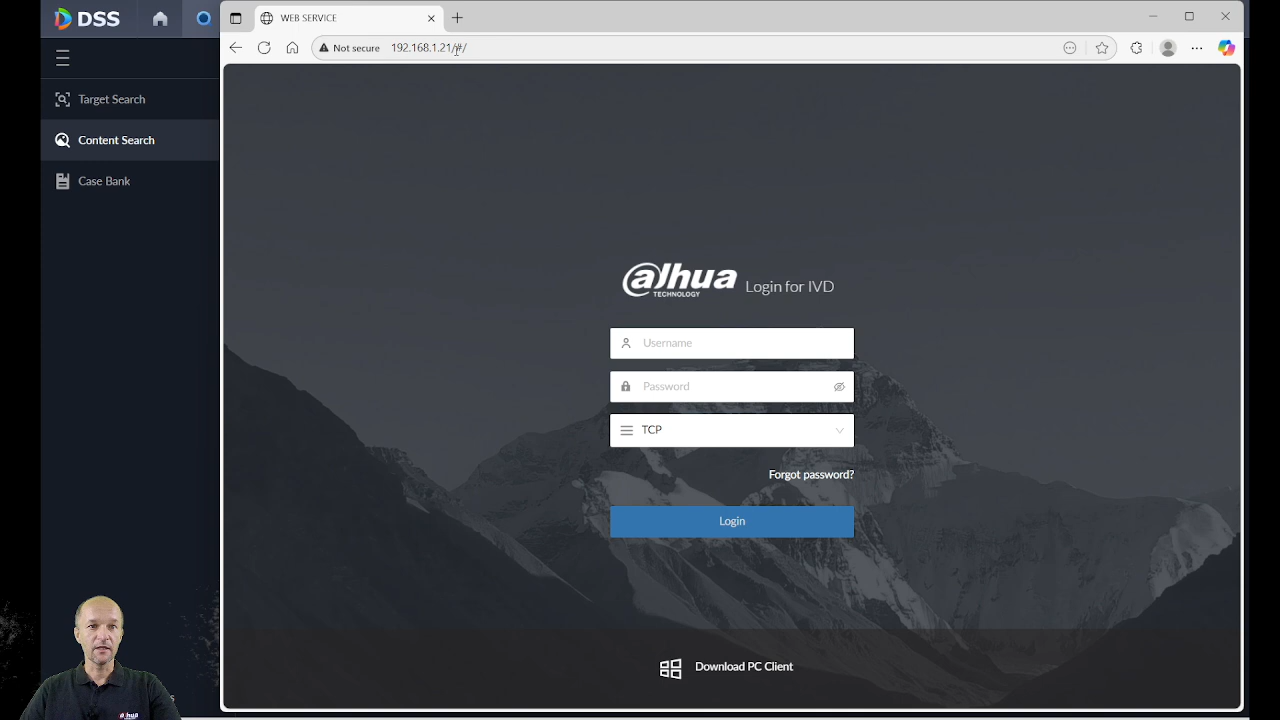 DSS
WEB SERVICE
Not secure
192.168.1.21/#/
Target Search
Content Search
Case Bank
alhua
TECHNOLOGY
Login for IVD
Username
Password
TCP
Forgot password?
Login
Download PC Client
alhua